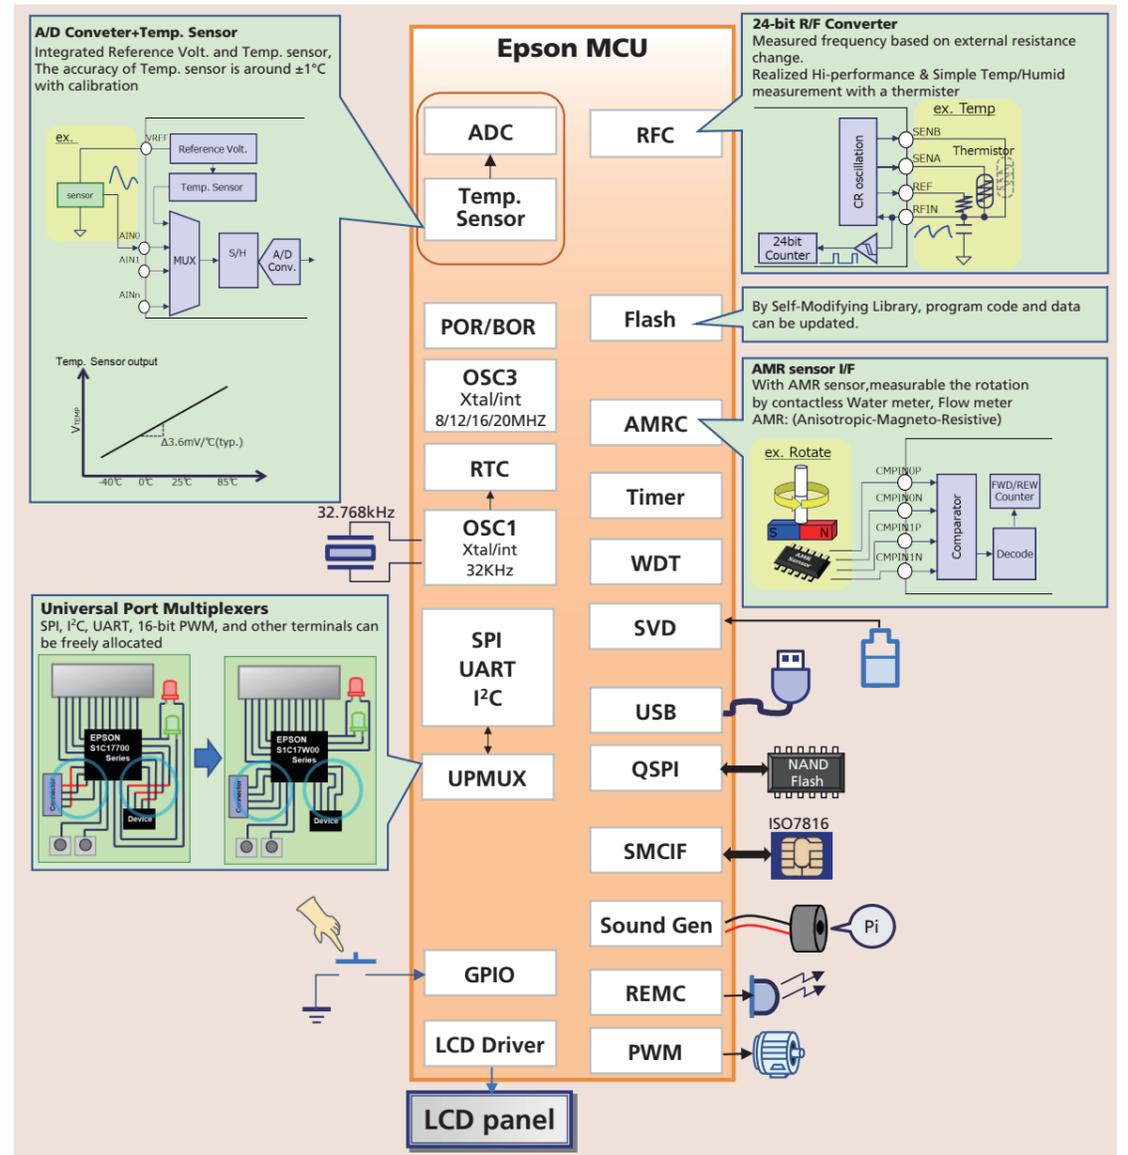 A/D Conveter+Temp. Sensor
Integrated Reference Volt. and Temp. sensor,
The accuracy of Temp. sensor is around ±1°C
with calibration
ex.
VREF
Reference Volt.
Temp. Sensor
sensor
AIN0
AIN1
AINn
MUX
S/H
A/D
Conv.
Temp. Sensor output
VTEMP
Δ3.6mV/℃(typ.)
-40℃ 0℃ 25℃ 85℃
32.768kHz
Universal Port Multiplexers
SPI, I²C, UART, 16-bit PWM, and other terminals can
be freely allocated
EPSON
S1C17700
Series
Connector
Device
EPSON
S1C17W00
Series
Connector
Device
Epson MCU
ADC
Temp.
Sensor
POR/BOR
OSC3
Xtal/int
8/12/16/20MHZ
RTC
OSC1
Xtal/int
32KHz
SPI
UART
I²C
UPMUX
GPIO
LCD Driver
LCD panel
RFC
Flash
AMRC
Timer
WDT
SVD
USB
QSPI
SMCIF
Sound Gen
REMC
PWM
24-bit R/F Converter
Measured frequency based on external resistance
change.
Realized Hi-performance & Simple Temp/Humid
measurement with a thermister
ex. Temp
CR oscillation
SENB
SENA
REF
RFIN
Thermistor
24bit
Counter
By Self-Modifying Library, program code and data
can be updated.
AMR sensor I/F
With AMR sensor,measurable the rotation
by contactless Water meter, Flow meter
AMR: (Anisotropic-Magneto-Resistive)
ex. Rotate
S N
AMR
Sensor
CMPIN0P
CMPIN0N
CMPIN1P
CMPIN1N
Comparator
FWD/REW
Counter
Decode
NAND
Flash
ISO7816
Pi